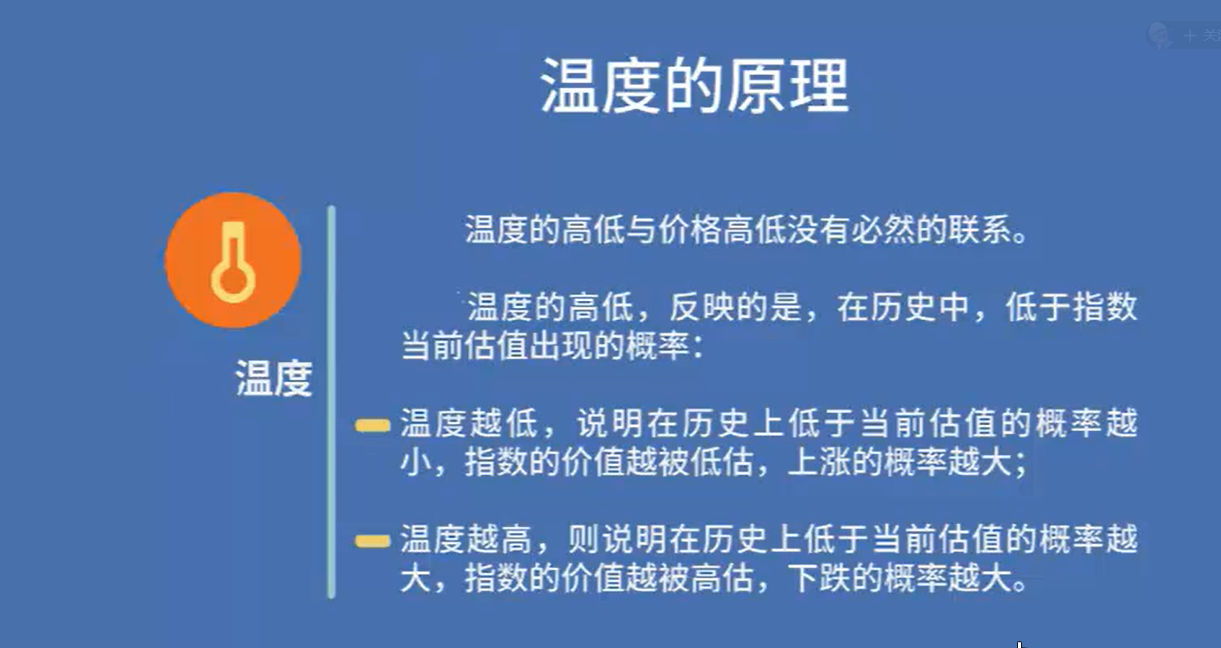 温度的原理
温度的高低与价格高低没有必然的联系。
温度的高低，反映的是，在历史中，低于指数
当前估值出现的概率：
温度
温度越低，说明在历史上低于当前估值的概率越
小，指数的价值越被低估，上涨的概率越大；
温度越高，则说明在历史上低于当前估值的概率越
大，指数的价值越被高估，下跌的概率越大。